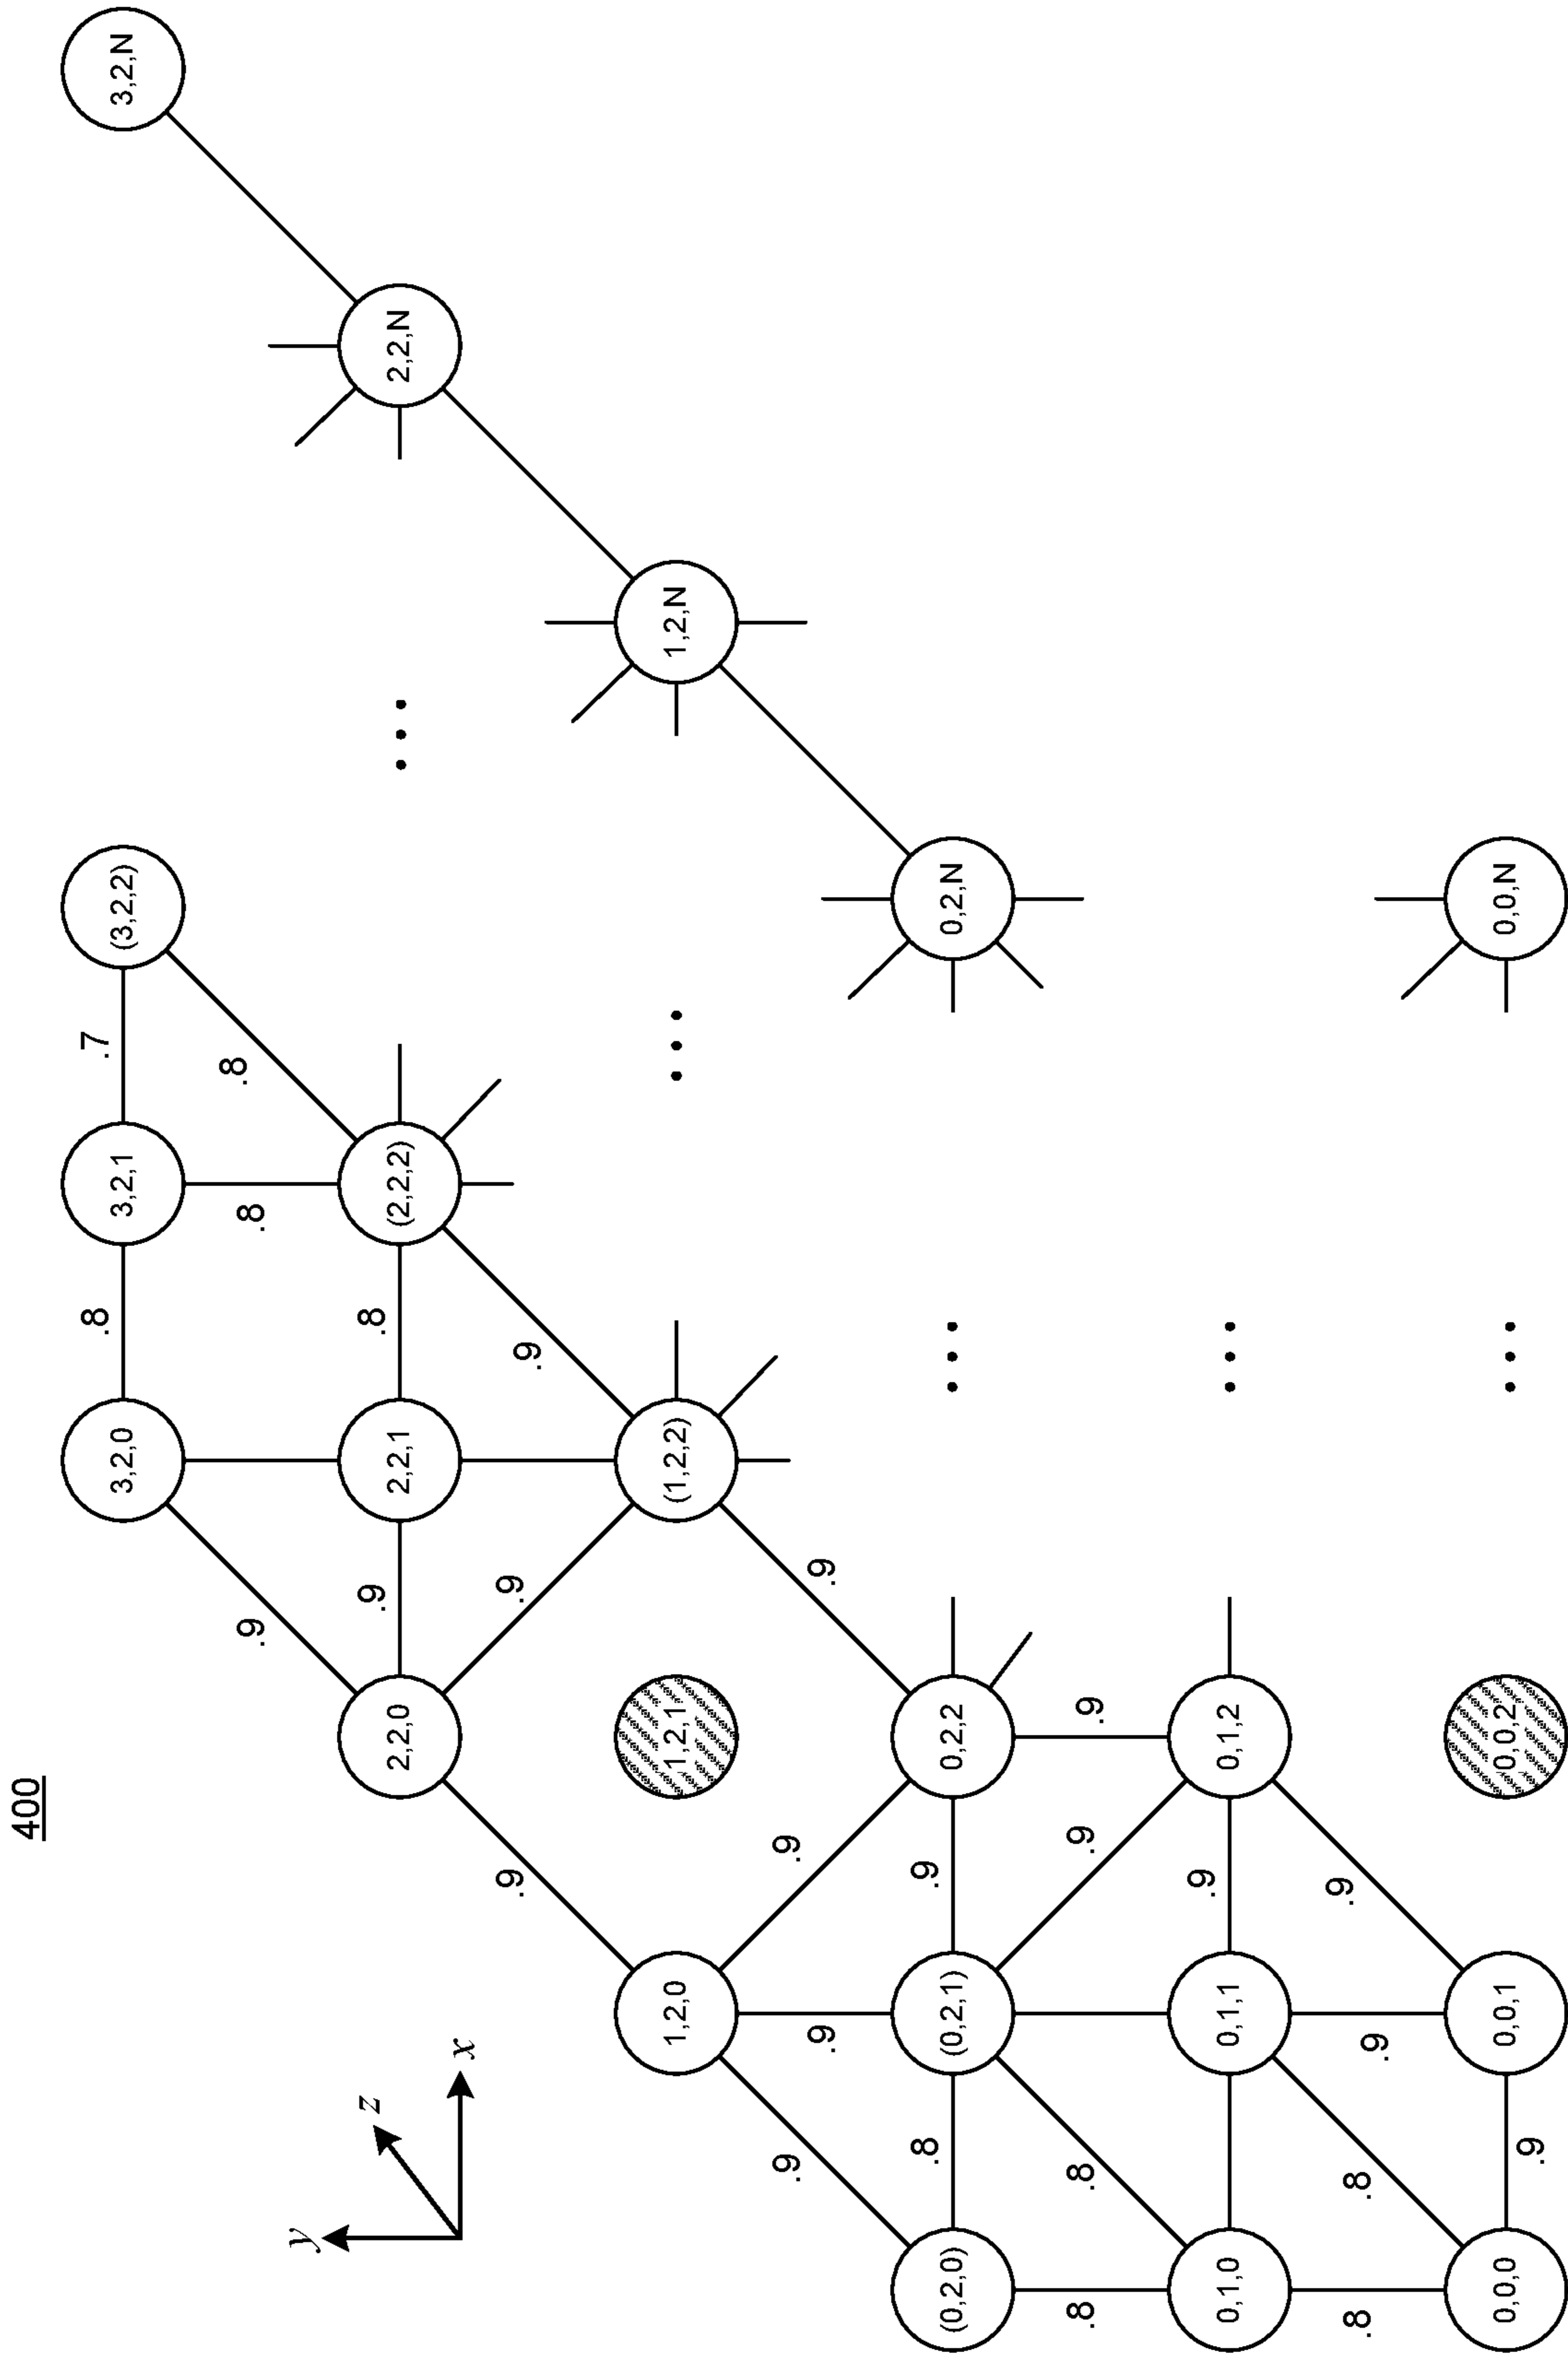 400
.8 .7
3,2,0 3,2,1 (3,2,2) 3,2,N
.9 .8 .8
y
z .9 .8
2,2,0 2,2,1 (2,2,2) ... 2,2,N
x
.9 .9 .9
1,2,0 1,2,1 (1,2,2) ... 1,2,N
.9 .9 .9 .9
.8 .9
(0,2,0) (0,2,1) 0,2,2 ... 0,2,N
.8 .8 .9 .9
.9
0,1,0 0,1,1 0,1,2 ...
.8 .8 .9 .9
0,0,0 0,0,1 0,0,2 ... 0,0,N
.9